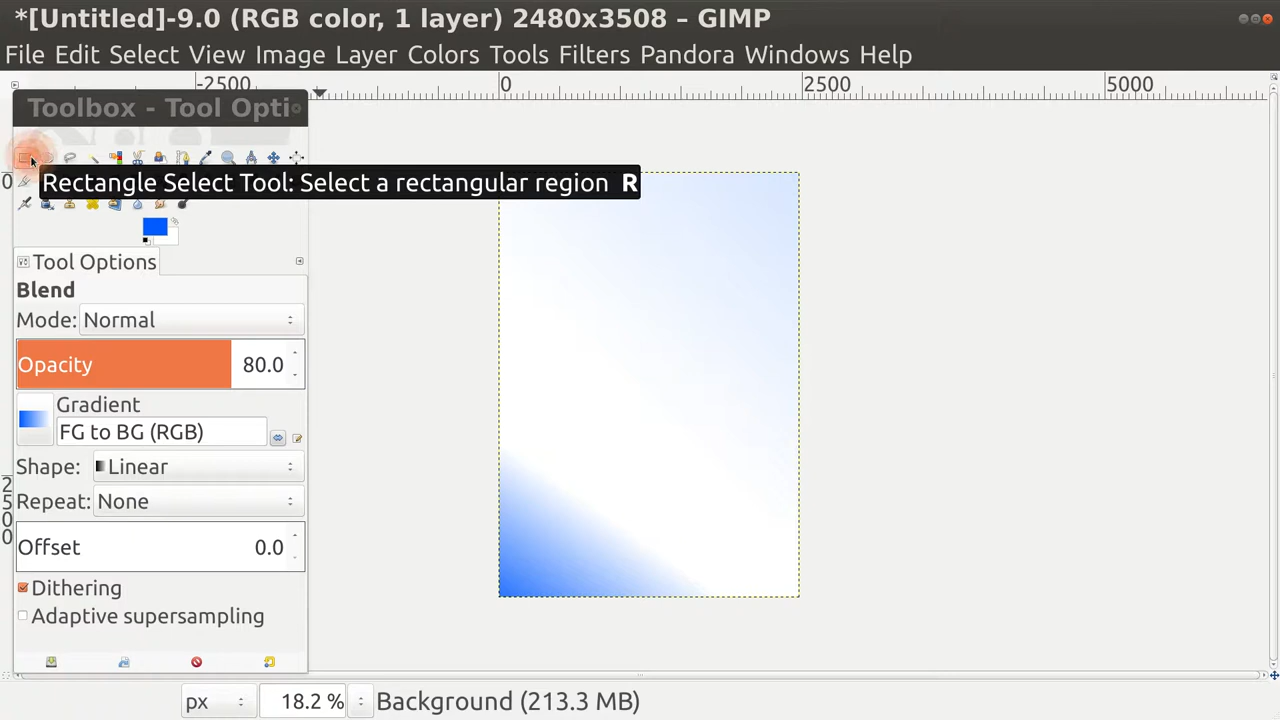 *[Untitled]-9.0 (RGB color, 1 layer) 2480x3508 – GIMP
File Edit Select View Image Layer Colors Tools Filters Pandora Windows Help
-2500 0 2500 5000
Toolbox - Tool Opti
Rectangle Select Tool: Select a rectangular region R
0
2500
Tool Options
Blend
Mode: Normal
Opacity 80.0
Gradient
FG to BG (RGB)
Shape: Linear
Repeat: None
Offset 0.0
Dithering
Adaptive supersampling
px 18.2 % Background (213.3 MB)